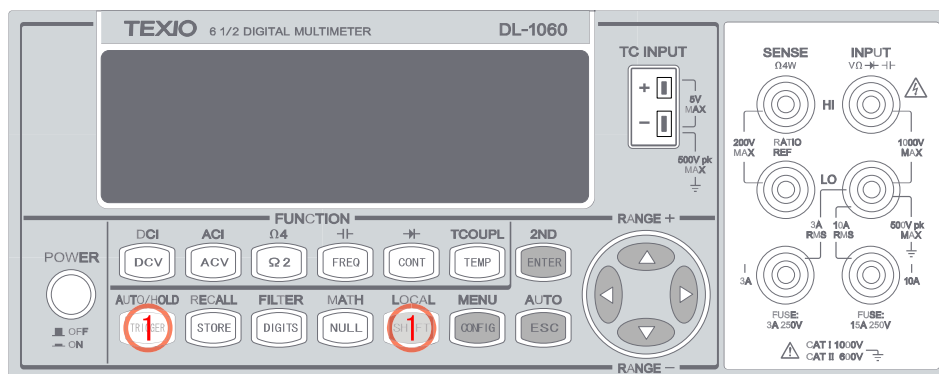 TEXIO 6 1/2 DIGITAL MULTIMETER DL-1060
TC INPUT
+
−
5V
MAX
500V pk
MAX
SENSE
Ω4W
INPUT
VΩ
HI
200V
MAX
RATIO
REF
1000V
MAX
LO
3A
RMS
10A
RMS
500V pk
MAX
I
3A
I
10A
FUSE:
3A 250V
FUSE:
15A 250V
CAT I 1000V
CAT II 600V
FUNCTION
DCI ACI Ω4 TCOUPL 2ND
POWER
DCV ACV Ω2 FREQ CONT TEMP ENTER
AUTO/HOLD RECALL FILTER MATH LOCAL MENU AUTO
TRIGGER STORE DIGITS NULL SHIFT CONFIG ESC
1 1
OFF
ON
RANGE +
RANGE −